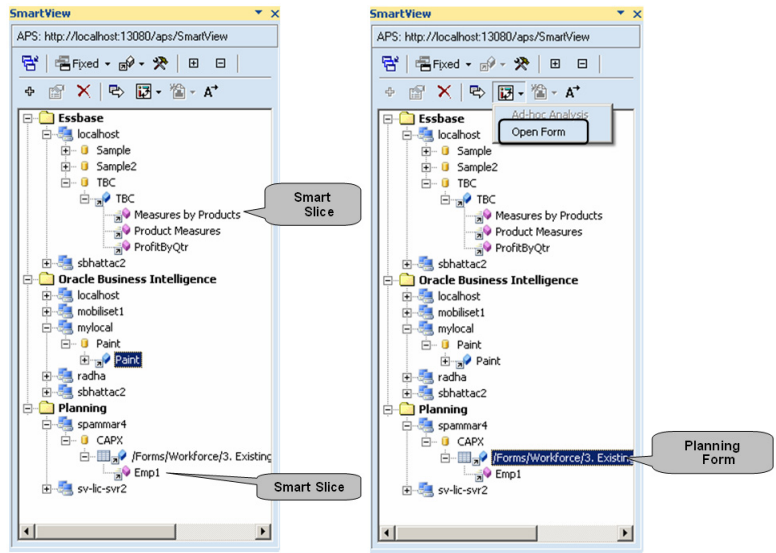 SmartView
APS: http://localhost:13080/aps/SmartView
Fixed
A
Essbase
localhost
Sample
Sample2
TBC
TBC
Measures by Products
Product Measures
ProfitByQtr
sbhattac2
Oracle Business Intelligence
localhost
mobiliset1
mylocal
Paint
Paint
radha
sbhattac2
Planning
spammar4
CAPX
/Forms/Workforce/3. Existing
Emp1
sv-lic-svr2
Smart
Slice
Smart Slice
SmartView
APS: http://localhost:13080/aps/SmartView
Fixed
A
Ad-hoc Analysis
Open Form
Essbase
localhost
Sample
Sample2
TBC
TBC
Measures by Products
Product Measures
ProfitByQtr
sbhattac2
Oracle Business Intelligence
localhost
mobiliset1
mylocal
Paint
Paint
radha
sbhattac2
Planning
spammar4
CAPX
/Forms/Workforce/3. Existin
Emp1
sv-lic-svr2
Planning
Form